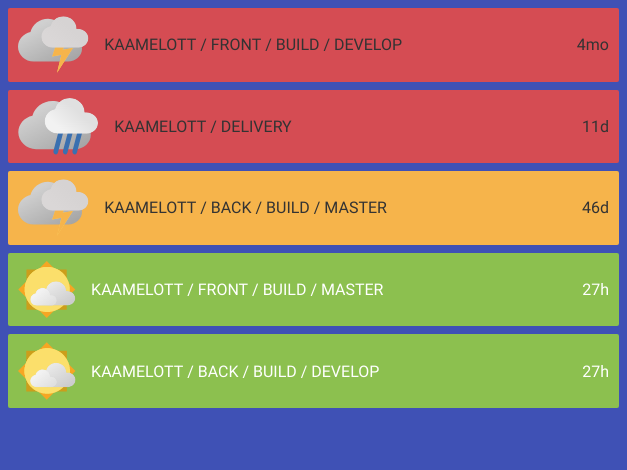 KAAMELOTT / FRONT / BUILD / DEVELOP 4mo
KAAMELOTT / DELIVERY 11d
KAAMELOTT / BACK / BUILD / MASTER 46d
KAAMELOTT / FRONT / BUILD / MASTER 27h
KAAMELOTT / BACK / BUILD / DEVELOP 27h